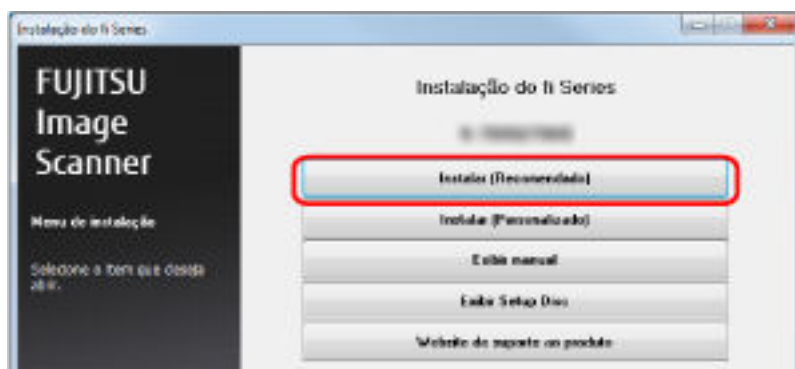 Instalação do fi Series
FUJITSU
Image
Scanner
Menu de instalação
Selecione o item que deseja
abrir.
Instalação do fi Series
Instalar (Recomendado)
Instalar (Personalizado)
Exibir manual
Exibir Setup Disc
Website de suporte ao produto